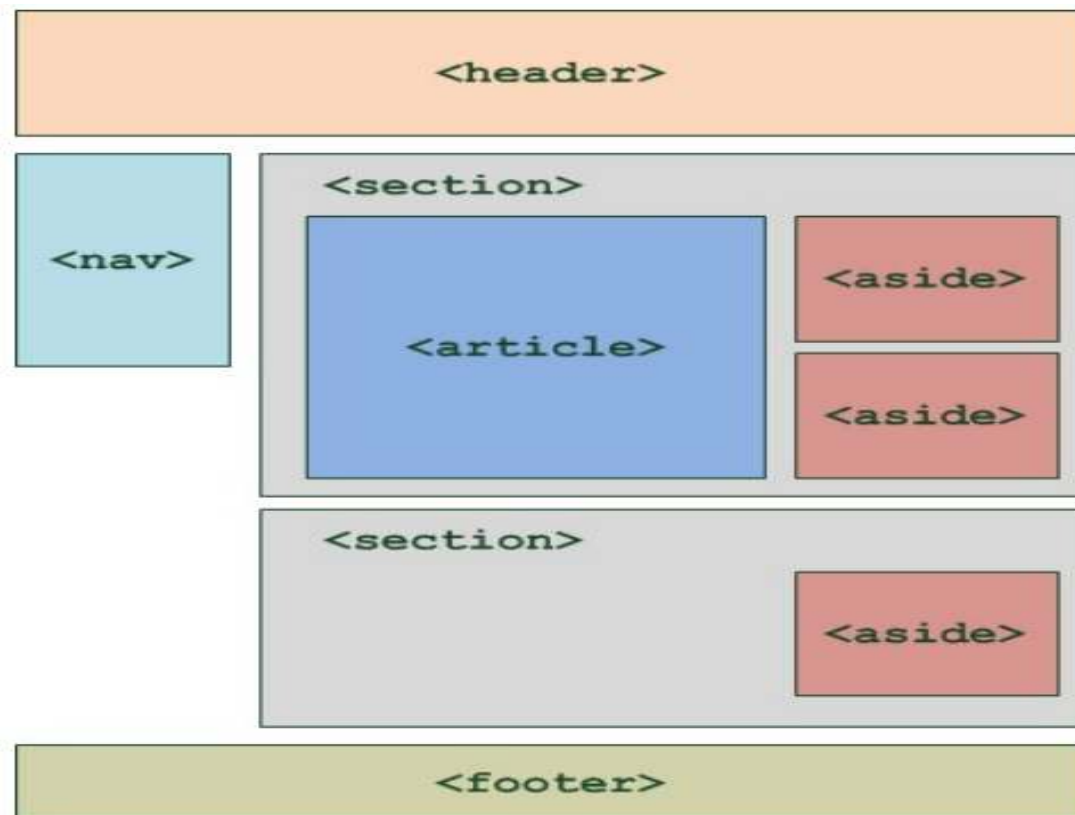 <header>
<nav>
<section>
<article>
<aside>
<aside>
<section>
<aside>
<footer>